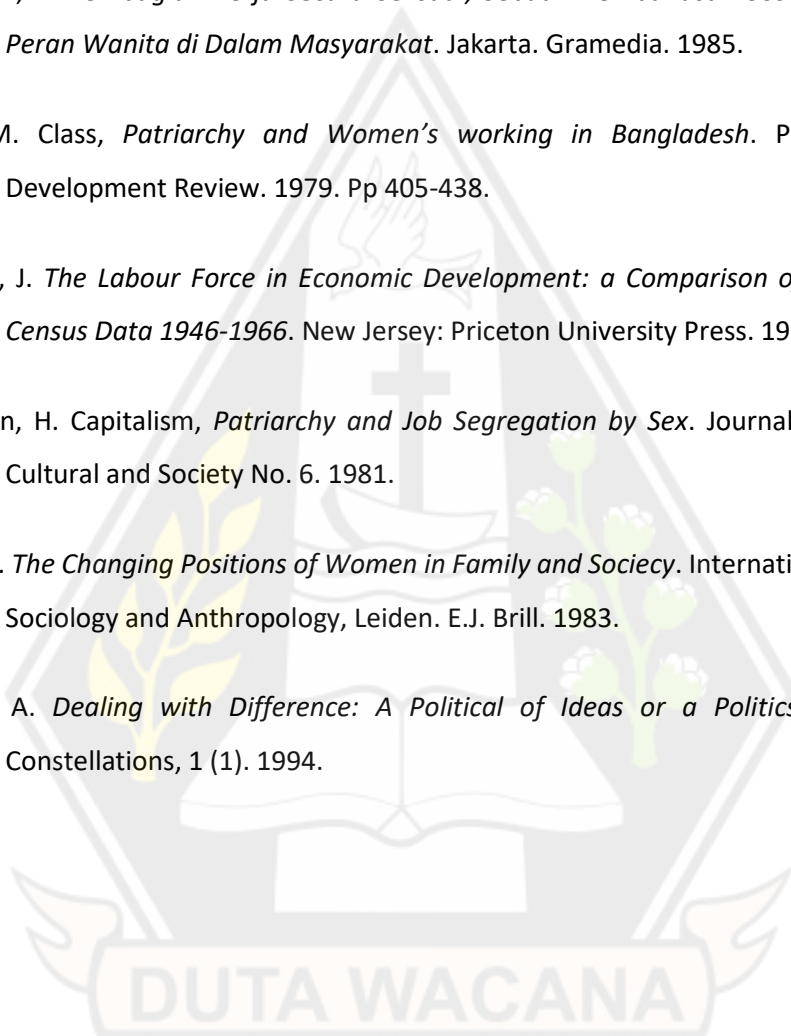 Peran Wanita di Dalam Masyarakat. Jakarta. Gramedia. 1985.
M. Class, Patriarchy and Women’s working in Bangladesh. P
Development Review. 1979. Pp 405-438.
, J. The Labour Force in Economic Development: a Comparison o
Census Data 1946-1966. New Jersey: Priceton University Press. 19
n, H. Capitalism, Patriarchy and Job Segregation by Sex. Journal
Cultural and Society No. 6. 1981.
. The Changing Positions of Women in Family and Sociecy. Internati
Sociology and Anthropology, Leiden. E.J. Brill. 1983.
A. Dealing with Difference: A Political of Ideas or a Politics
Constellations, 1 (1). 1994.
DUTA WACANA